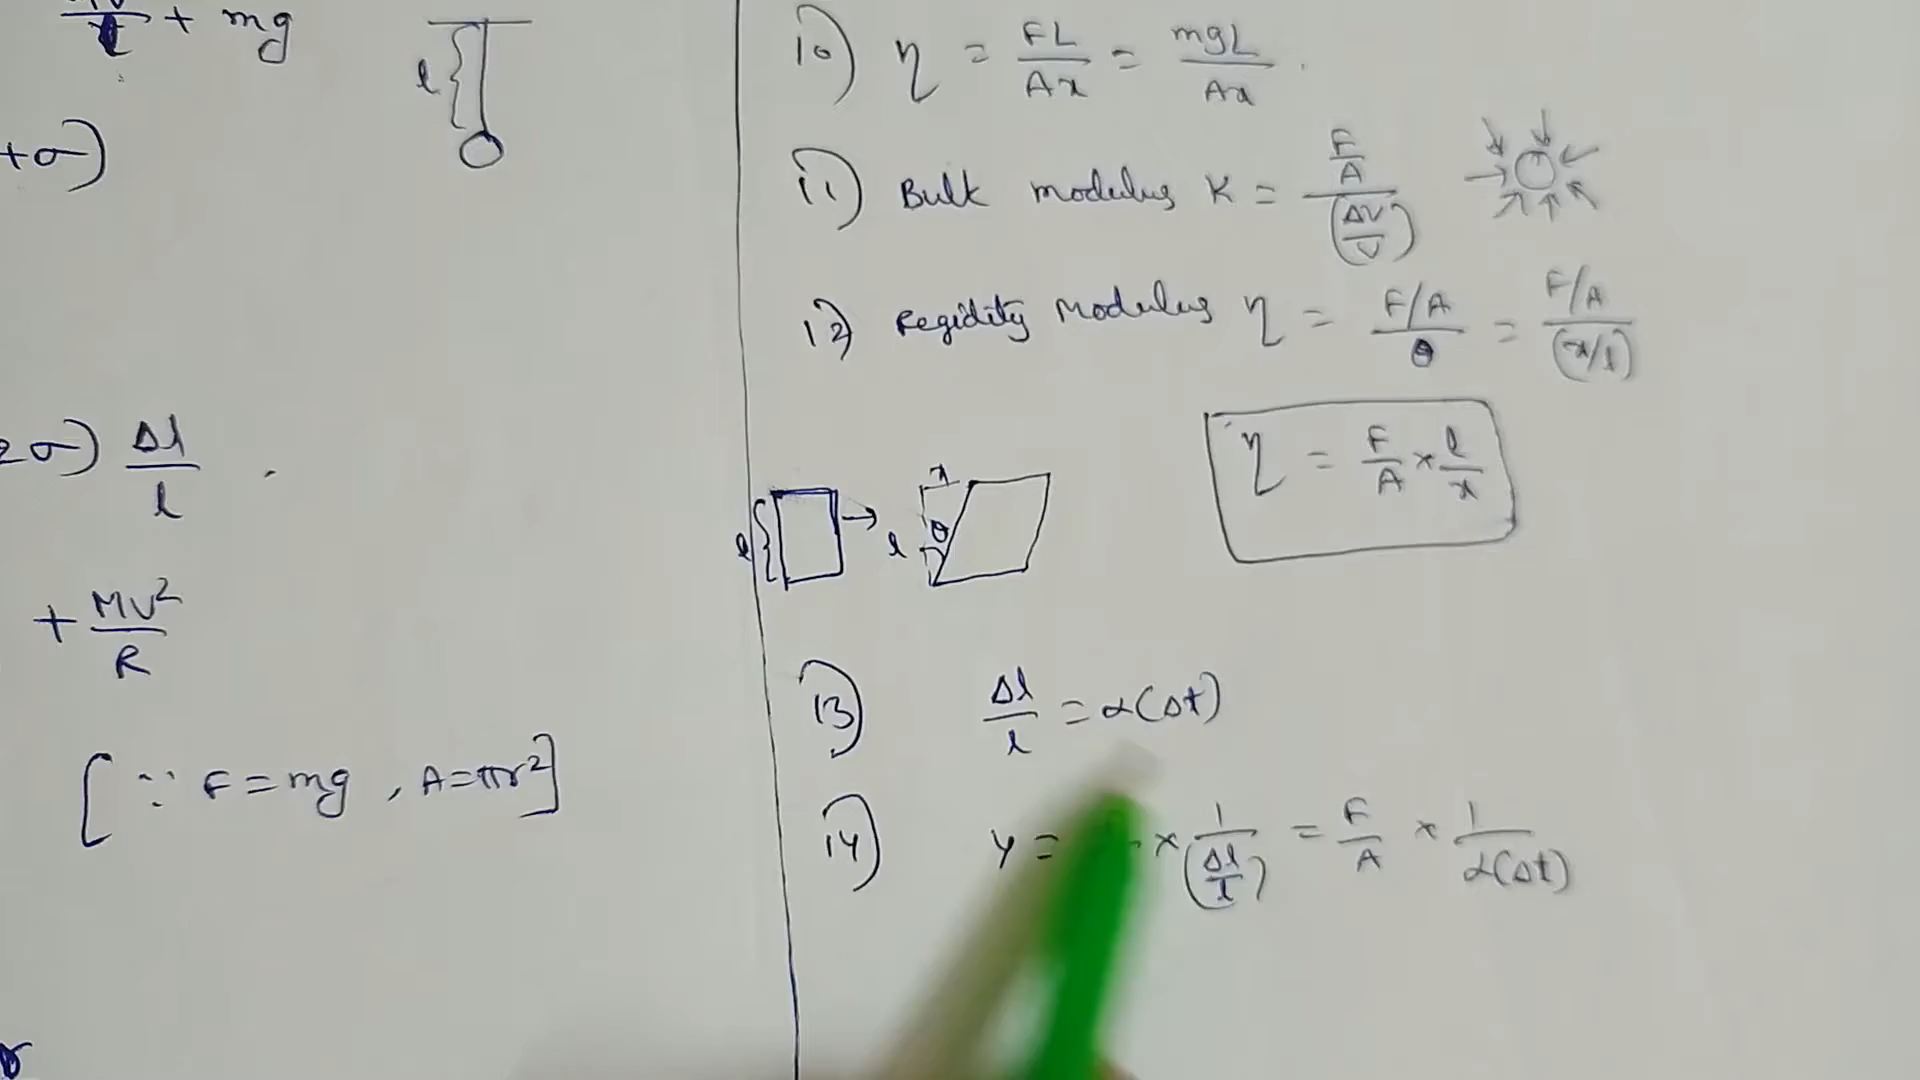 + mg
l
+σ)
2σ) Δl/l .
+ MV²/R
[ ∵ F = mg , A = πr²]
10) η = FL/Ax = mgL/Ax .
11) Bulk modulus K = (F/A)/(ΔV/V)
12) Regidity Modulus η = (F/A)/θ = (F/A)/(x/l)
η = F/A × l/x
l x θ l
13) Δl/l = α(Δt)
14) y = × 1/(Δl/l) = F/A × 1/α(Δt)